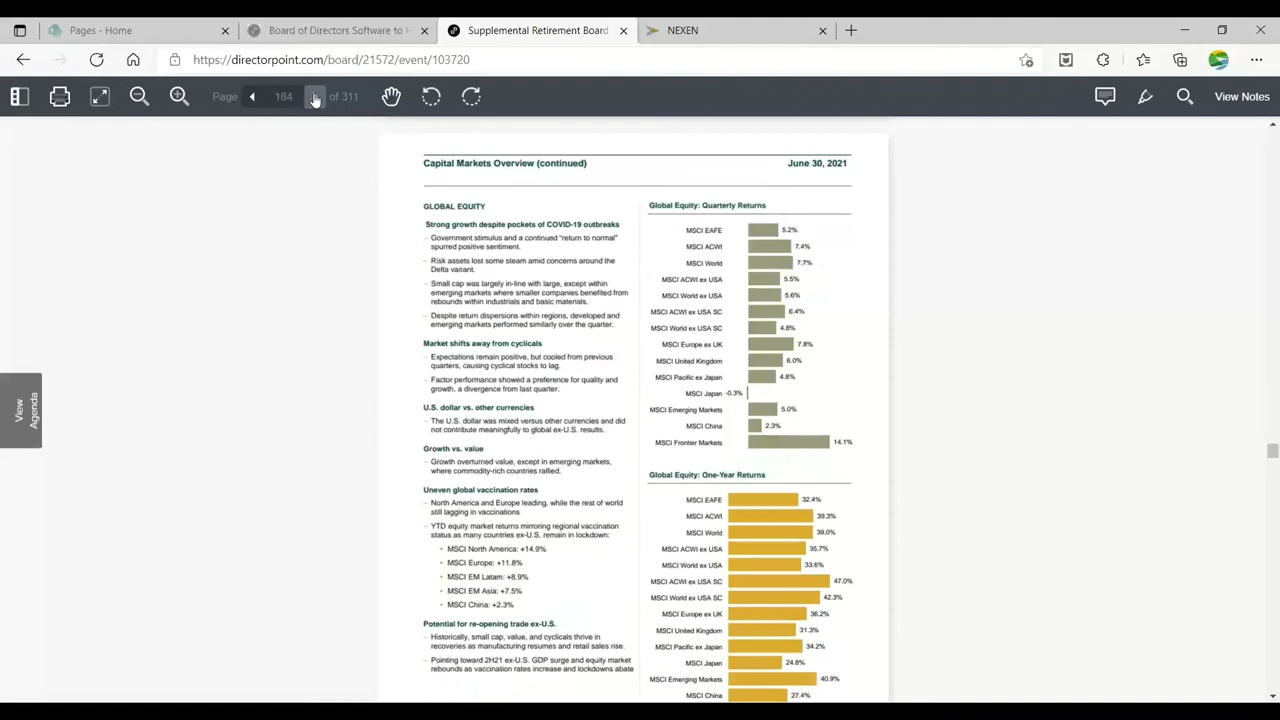 Pages - Home
Board of Directors Software to H
Supplemental Retirement Board
NEXEN
https://directorpoint.com/board/21572/event/103720
Page 184 of 311
View Notes
View Agenda
Capital Markets Overview (continued) June 30, 2021
GLOBAL EQUITY
Strong growth despite pockets of COVID-19 outbreaks
– Government stimulus and a continued "return to normal"
spurred positive sentiment.
– Risk assets lost some steam amid concerns around the
Delta variant.
– Small cap was largely in-line with large, except within
emerging markets where smaller companies benefited from
rebounds within industrials and basic materials.
– Despite return dispersions within regions, developed and
emerging markets performed similarly over the quarter.
Market shifts away from cyclicals
– Expectations remain positive, but cooled from previous
quarters, causing cyclical stocks to lag.
– Factor performance showed a preference for quality and
growth, a divergence from last quarter.
U.S. dollar vs. other currencies
– The U.S. dollar was mixed versus other currencies and did
not contribute meaningfully to global ex-U.S. results.
Growth vs. value
– Growth overturned value, except in emerging markets,
where commodity-rich countries rallied.
Uneven global vaccination rates
– North America and Europe leading, while the rest of world
still lagging in vaccinations
– YTD equity market returns mirroring regional vaccination
status as many countries ex-U.S. remain in lockdown:
• MSCI North America: +14.9%
• MSCI Europe: +11.8%
• MSCI EM Latam: +8.9%
• MSCI EM Asia: +7.5%
• MSCI China: +2.3%
Potential for re-opening trade ex-U.S.
– Historically, small cap, value, and cyclicals thrive in
recoveries as manufacturing resumes and retail sales rise.
– Pointing toward 2H21 ex-U.S. GDP surge and equity market
rebounds as vaccination rates increase and lockdowns abate
Global Equity: Quarterly Returns
MSCI EAFE 5.2%
MSCI ACWI 7.4%
MSCI World 7.7%
MSCI ACWI ex USA 5.5%
MSCI World ex USA 5.6%
MSCI ACWI ex USA SC 6.4%
MSCI World ex USA SC 4.8%
MSCI Europe ex UK 7.8%
MSCI United Kingdom 6.0%
MSCI Pacific ex Japan 4.8%
MSCI Japan -0.3%
MSCI Emerging Markets 5.0%
MSCI China 2.3%
MSCI Frontier Markets 14.1%
Global Equity: One-Year Returns
MSCI EAFE 32.4%
MSCI ACWI 39.3%
MSCI World 39.0%
MSCI ACWI ex USA 35.7%
MSCI World ex USA 33.6%
MSCI ACWI ex USA SC 47.0%
MSCI World ex USA SC 42.3%
MSCI Europe ex UK 36.2%
MSCI United Kingdom 31.3%
MSCI Pacific ex Japan 34.2%
MSCI Japan 24.8%
MSCI Emerging Markets 40.9%
MSCI China 27.4%